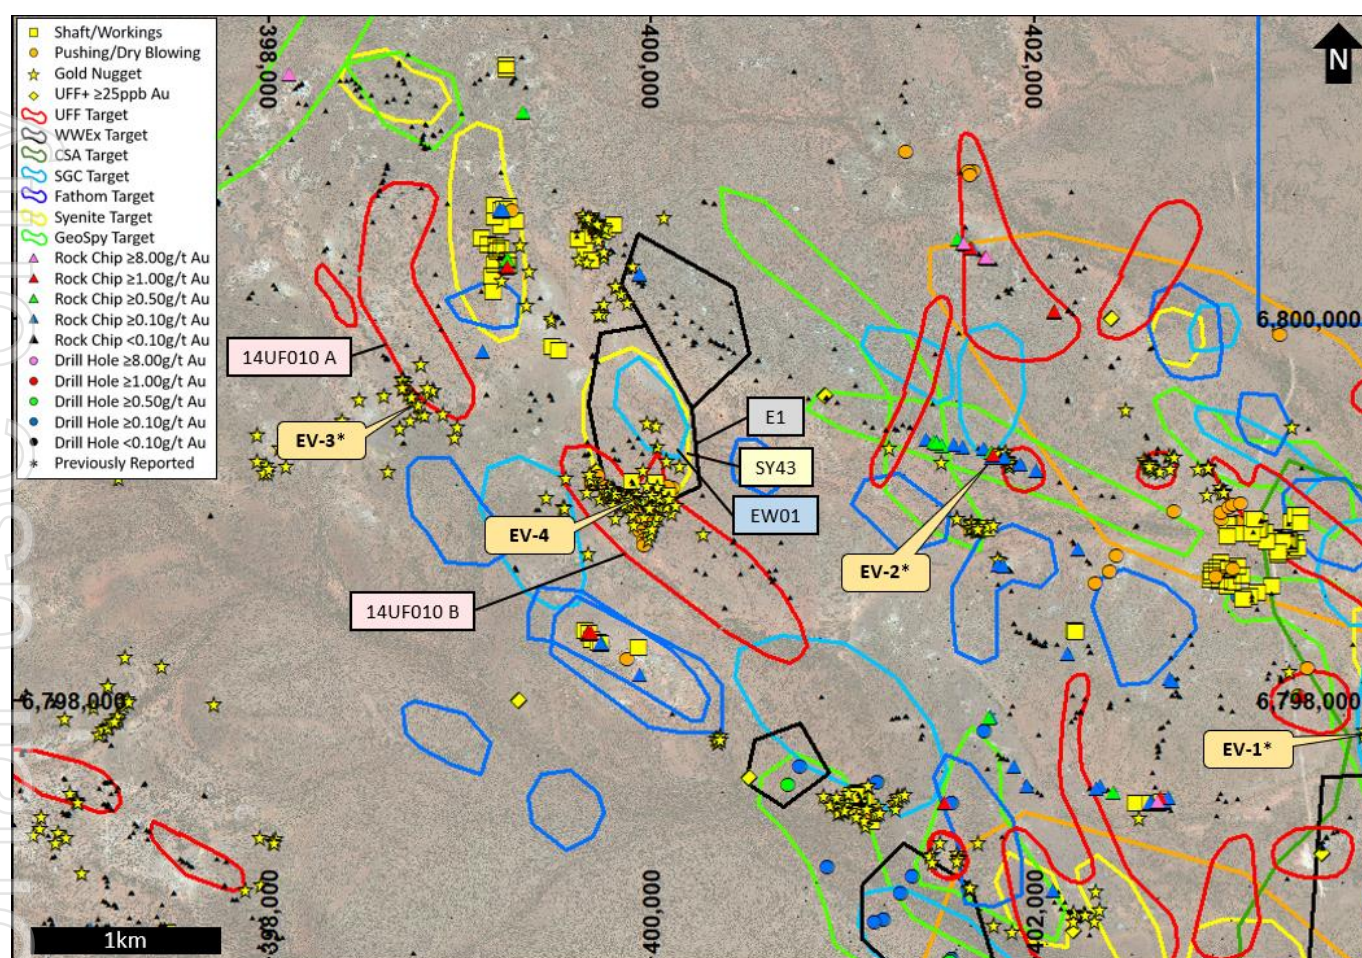 Shaft/Workings
Pushing/Dry Blowing
Gold Nugget
UFF+ ≥25ppb Au
UFF Target
WWEx Target
CSA Target
SGC Target
Fathom Target
Syenite Target
GeoSpy Target
Rock Chip ≥8.00g/t Au
Rock Chip ≥1.00g/t Au
Rock Chip ≥0.50g/t Au
Rock Chip ≥0.10g/t Au
Rock Chip <0.10g/t Au
Drill Hole ≥8.00g/t Au
Drill Hole ≥1.00g/t Au
Drill Hole ≥0.50g/t Au
Drill Hole ≥0.10g/t Au
Drill Hole <0.10g/t Au
* Previously Reported
398,000
400,000
402,000
N
6,800,000
14UF010 A
E1
EV-3*
SY43
EW01
EV-4
EV-2*
14UF010 B
6,798,000
6,798,000
EV-1*
398,000
400,000
402,000
1km